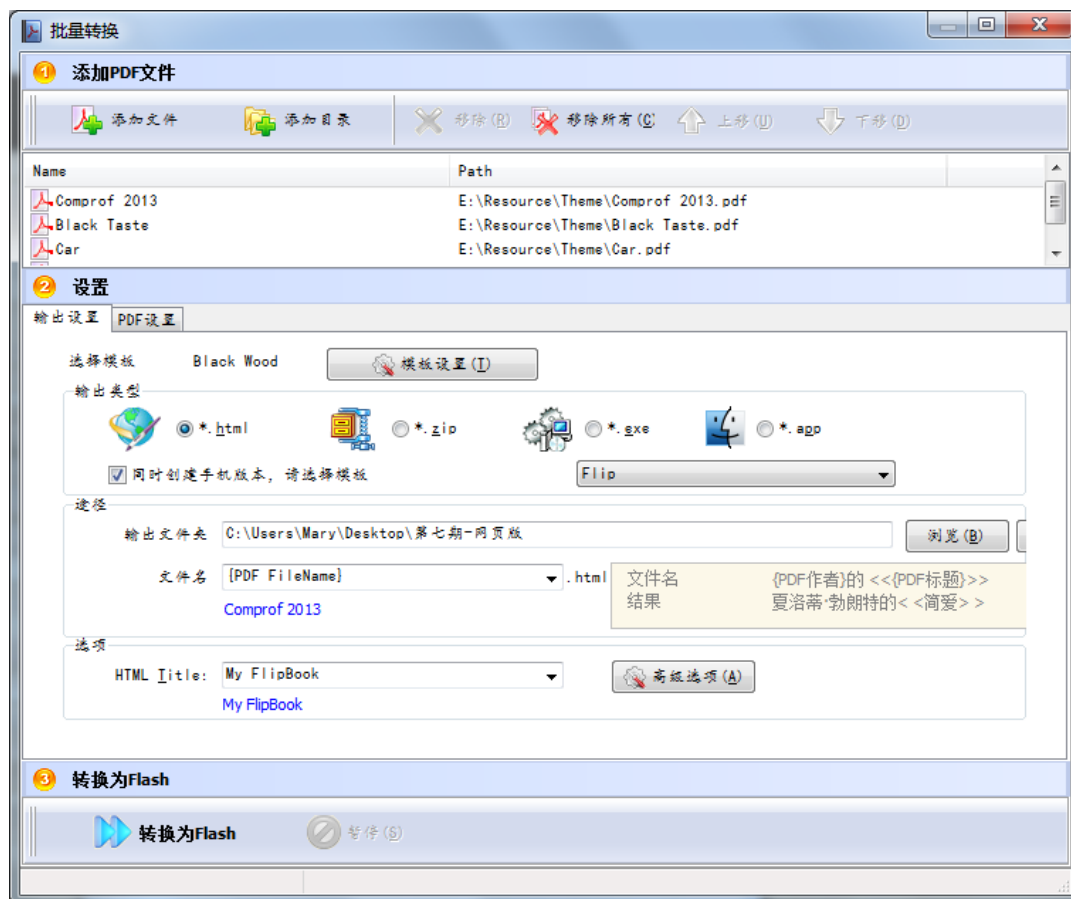 批量转换
1 添加PDF文件
添加文件 添加目录 移除(R) 移除所有(C) 上移(U) 下移(D)
Name Path
Comprof 2013 E:\Resource\Theme\Comprof 2013.pdf
Black Taste E:\Resource\Theme\Black Taste.pdf
Car E:\Resource\Theme\Car.pdf
2 设置
输出设置 PDF设置
选择模板 Black Wood 模板设置(T)
输出类型
*.html *.zip *.exe *.app
同时创建手机版本，请选择模板 Flip
途径
输出文件夹 C:\Users\Mary\Desktop\第七期-网页版 浏览(B)
文件名 {PDF FileName} .html 文件名 {PDF作者}的 <<{PDF标题}>>
Comprof 2013 结果 夏洛蒂·勃朗特的< <简爱> >
选项
HTML Title: My FlipBook 高级选项(A)
My FlipBook
3 转换为Flash
转换为Flash 暂停(S)